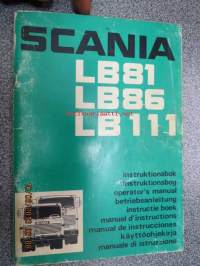 SCANIA
LB81
LB86
LB111
instruktionsbok
instruktionsbog
operator's manual
betriebsanleitung
instructie boek
manuel d'instructions
manual de instrucciones
käyttöohjekirja
manuale di istruzioni